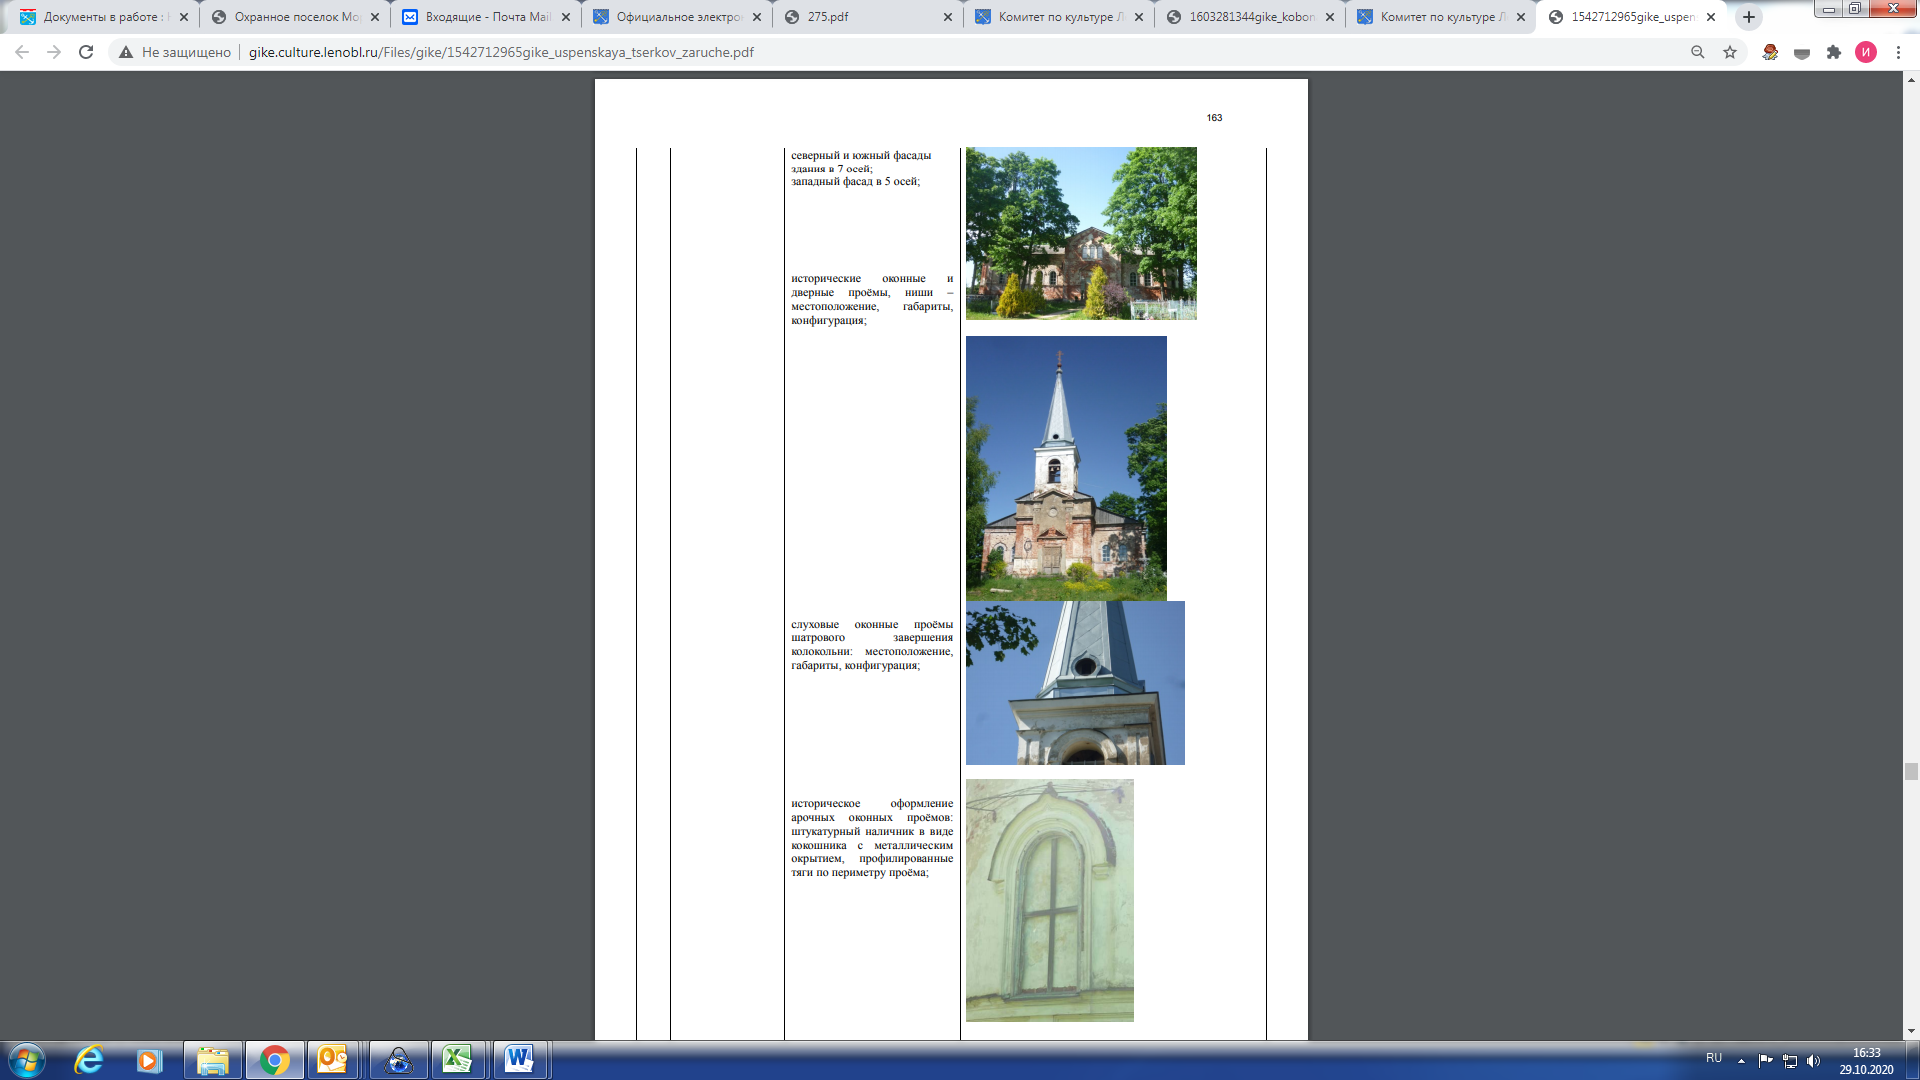 Документы в работе :
Охранное поселок Мо
Входящие - Почта Mail
Официальное электро
275.pdf
Комитет по культуре Л
1603281344gike_kobon
Комитет по культуре Л
1542712965gike_uspen
Не защищено
gike.culture.lenobl.ru/Files/gike/1542712965gike_uspenskaya_tserkov_zaruche.pdf
И
163
северный и южный фасады
здания в 7 осей;
западный фасад в 5 осей;
исторические оконные и
дверные проёмы, ниши –
местоположение, габариты,
конфигурация;
слуховые оконные проёмы
шатрового завершения
колокольни: местоположение,
габариты, конфигурация;
историческое оформление
арочных оконных проёмов:
штукатурный наличник в виде
кокошника с металлическим
окрытием, профилированные
тяги по периметру проёма;
RU
16:33
29.10.2020